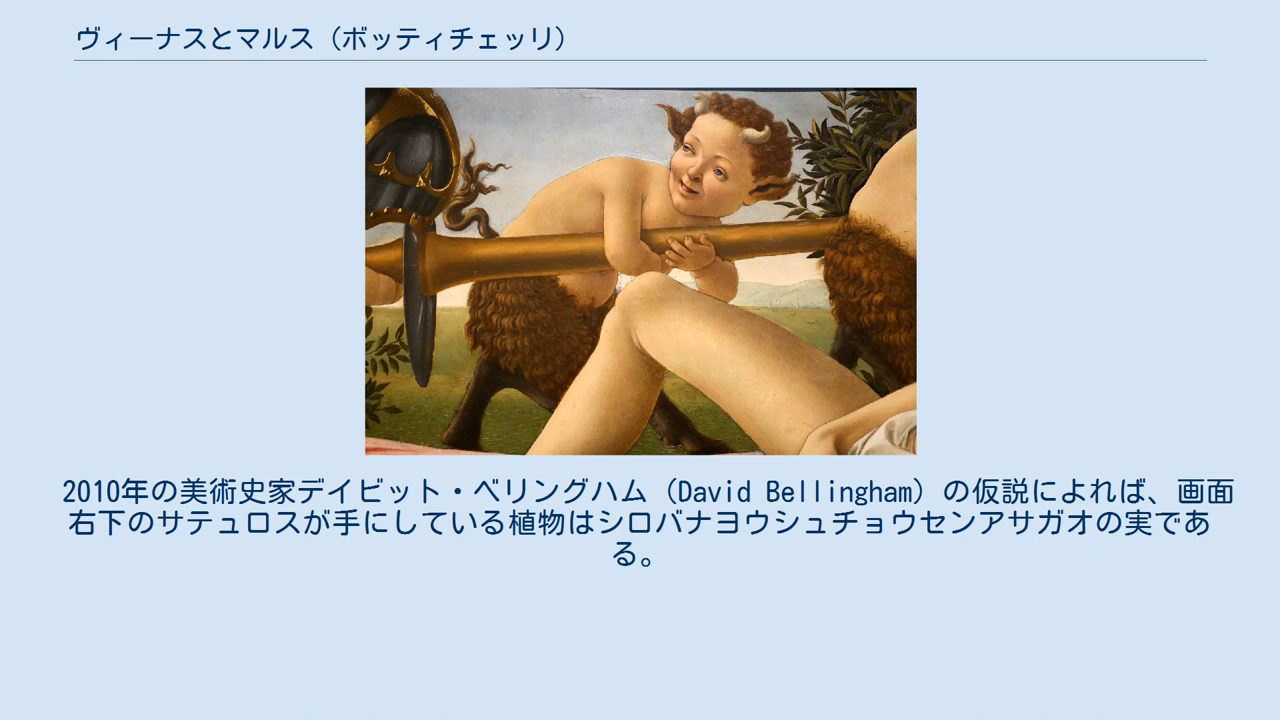 ヴィーナスとマルス（ボッティチェッリ）
2010年の美術史家デイビット・ベリングハム（David Bellingham）の仮説によれば、画面
右下のサテュロスが手にしている植物はシロバナヨウシュチョウセンアサガオの実であ
る。